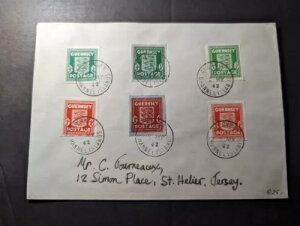 GUERNSEY GUERNSEY GUERNSEY
POSTAGE POSTAGE POSTAGE
GUERNSEY GUERNSEY GUERNSEY
POSTAGE POSTAGE POSTAGE
Mr. C. Journeaux,
12 Simon Place, St. Helier, Jersey.